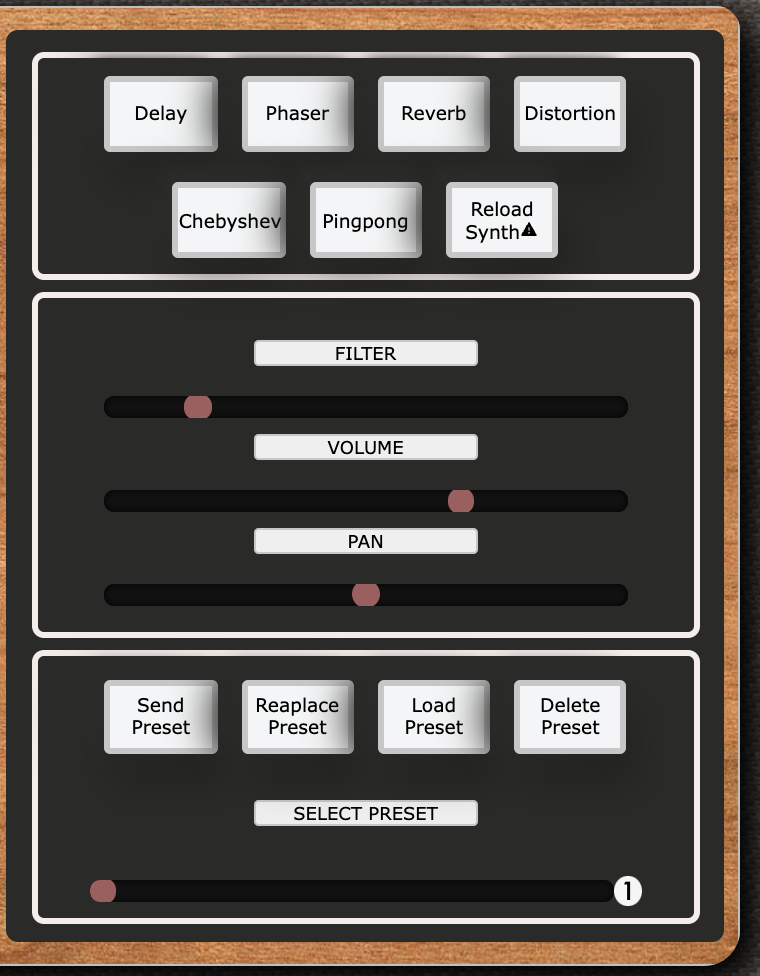 Delay
Phaser
Reverb
Distortion
Chebyshev
Pingpong
Reload
Synth
FILTER
VOLUME
PAN
Send
Preset
Reaplace
Preset
Load
Preset
Delete
Preset
SELECT PRESET
1